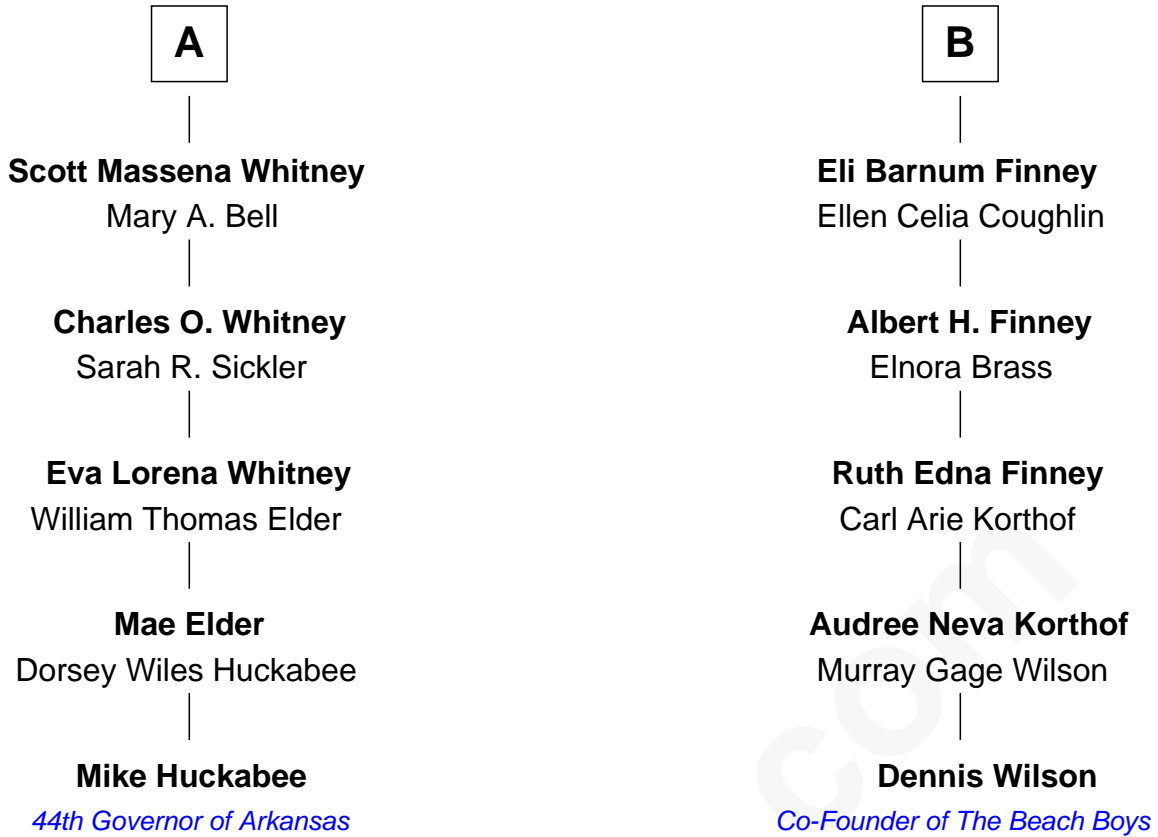 A
Scott Massena Whitney
Mary A. Bell
Charles O. Whitney
Sarah R. Sickler
Eva Lorena Whitney
William Thomas Elder
Mae Elder
Dorsey Wiles Huckabee
Mike Huckabee
44th Governor of Arkansas
B
Eli Barnum Finney
Ellen Celia Coughlin
Albert H. Finney
Elnora Brass
Ruth Edna Finney
Carl Arie Korthof
Audree Neva Korthof
Murray Gage Wilson
Dennis Wilson
Co-Founder of The Beach Boys
com